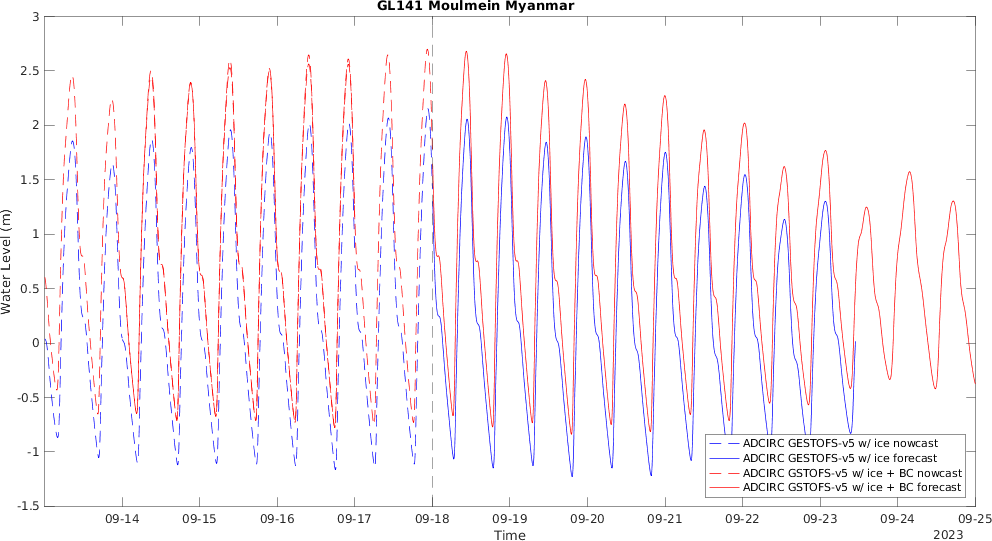 GL141 Moulmein Myanmar
3
2.5
2
1.5
1
0.5
0
-0.5
-1
-1.5
Water Level (m)
ADCIRC GESTOFS-v5 w/ ice nowcast
ADCIRC GESTOFS-v5 w/ ice forecast
ADCIRC GSTOFS-v5 w/ ice + BC nowcast
ADCIRC GSTOFS-v5 w/ ice + BC forecast
09-14 09-15 09-16 09-17 09-18 09-19 09-20 09-21 09-22 09-23 09-24 09-25
Time
2023